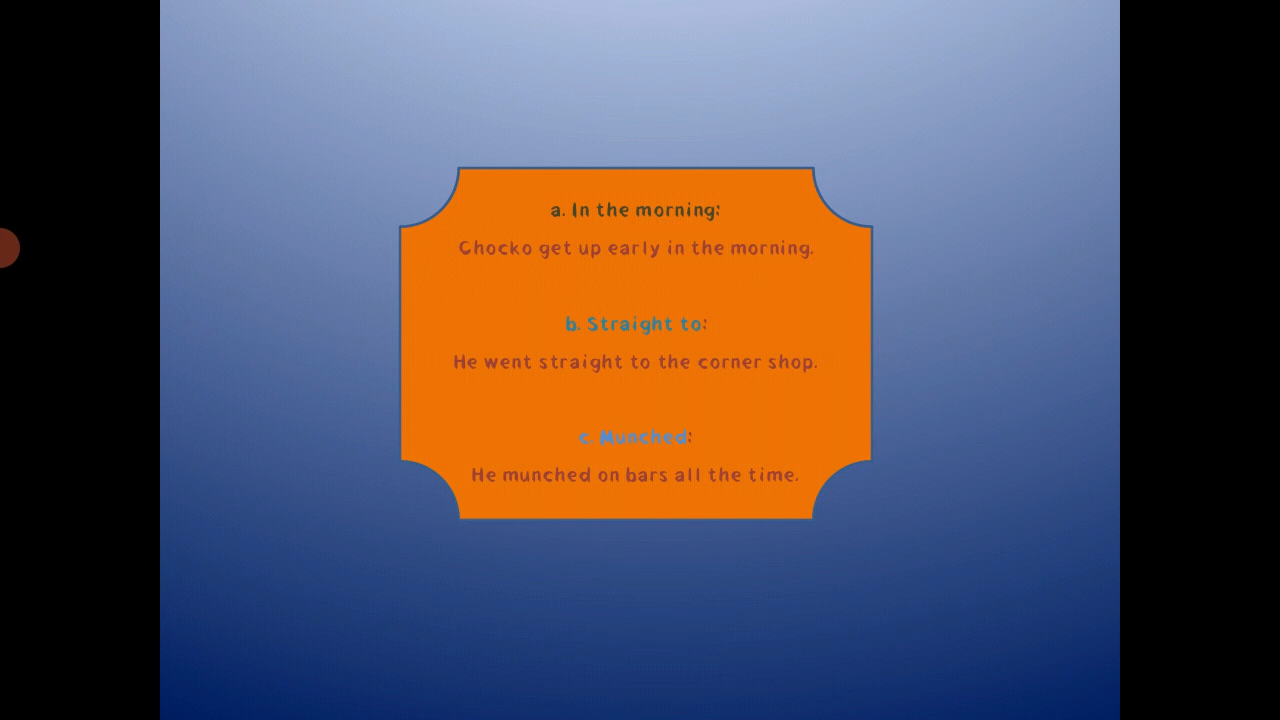 a. In the morning:
Chocko get up early in the morning.
b. Straight to:
He went straight to the corner shop.
c. Munched:
He munched on bars all the time.